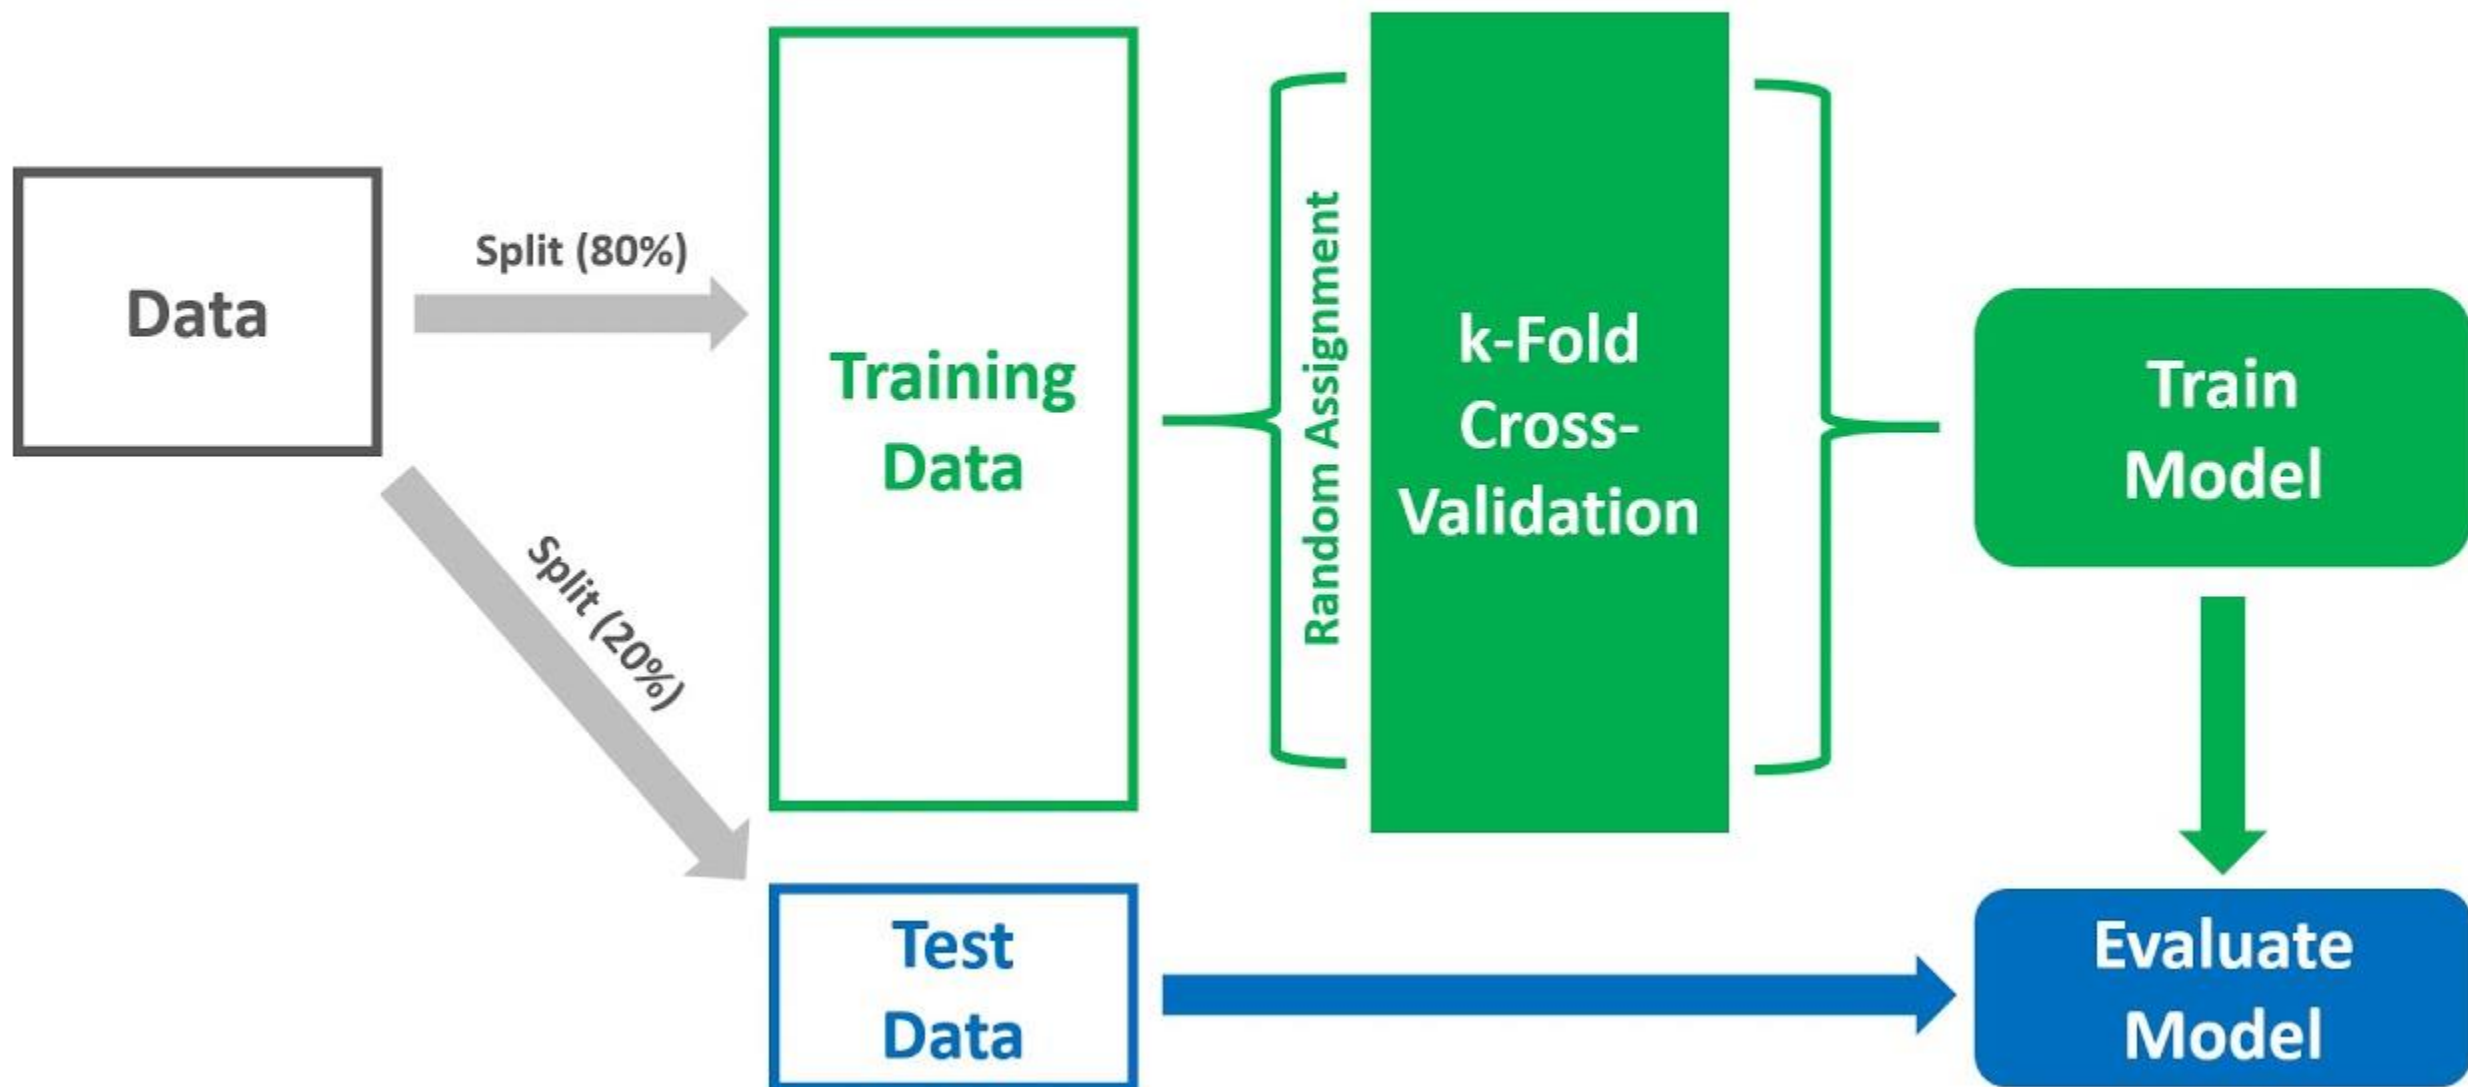 Data
Split (80%)
Split (20%)
Training
Data
Random Assignment
k-Fold
Cross-
Validation
Train
Model
Test
Data
Evaluate
Model